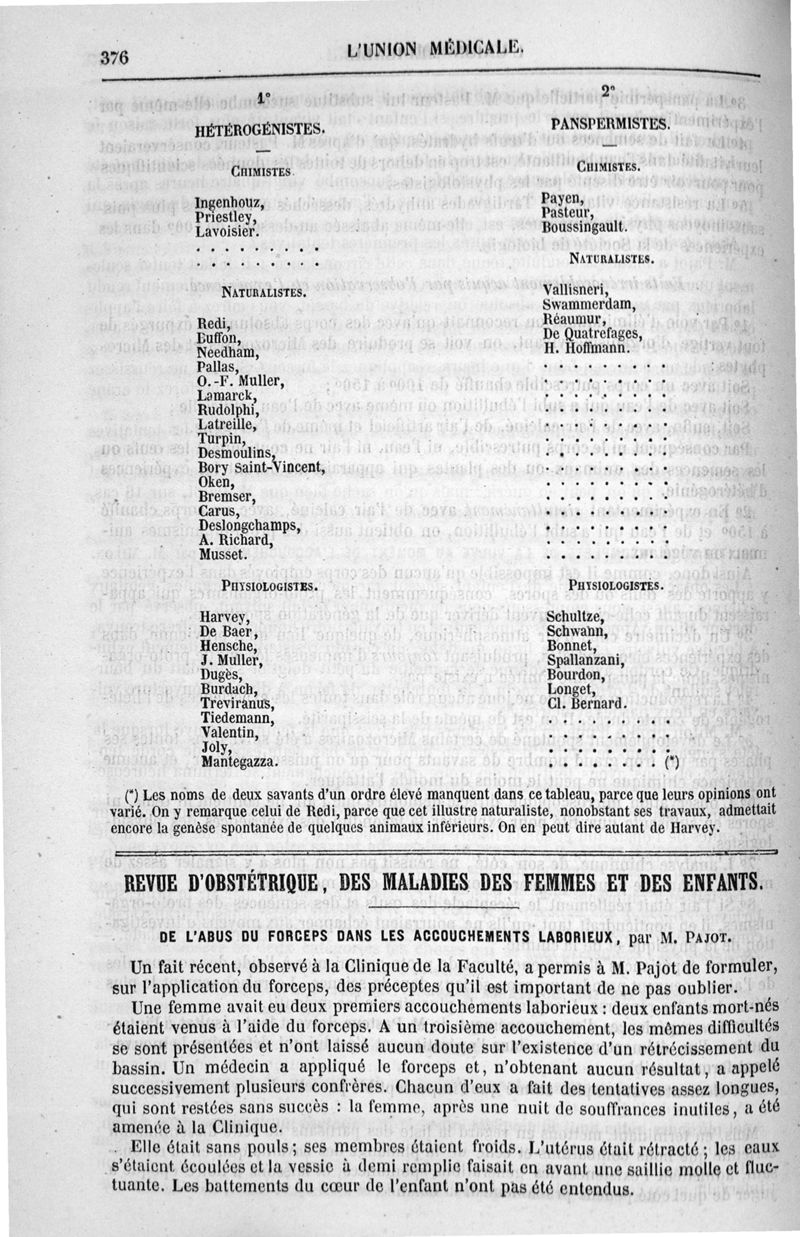 376
L'UNION MÉDICALE.
1°
HÉTÉROGÉNISTES.
CHIMISTES
Ingenhouz,
Priestley,
Lavoisier.
. . . . . . . . .
. . . . . . . . .
NATURALISTES.
Redi,
Buffon,
Needham,
Pallas,
O.-F. Muller,
Lamarck,
Rudolphi,
Latreille,
Turpin,
Desmoulins,
Bory Saint-Vincent,
Oken,
Bremser,
Carus,
Deslongchamps,
A. Richard,
Musset.
PHYSIOLOGISTES.
Harvey,
De Baer,
Hensche,
J. Muller,
Dugès,
Burdach,
Treviranus,
Tiedemann,
Valentin,
Joly,
Mantegazza.
2°
PANSPERMISTES.
CHIMISTES.
Payen,
Pasteur,
Boussingault.
NATURALISTES.
Vallisneri,
Swammerdam,
Réaumur,
De Quatrefages,
H. Hoffmann.
. . . . . . . . .
. . . . . . . . .
. . . . . . . . .
. . . . . . . . .
. . . . . . . . .
. . . . . . . . .
. . . . . . . . .
. . . . . . . . .
. . . . . . . . .
. . . . . . . . .
. . . . . . . . .
. . . . . . . . .
. . . . . . . . .
. . . . . . . . .
PHYSIOLOGISTES.
Schultze,
Schwann,
Bonnet,
Spallanzani,
Bourdon,
Longet,
Cl. Bernard.
. . . . . . . . .
. . . . . . . . .
. . . . . . . . .
. . . . . . . . . (*)
(*) Les noms de deux savants d'un ordre élevé manquent dans ce tableau, parce que leurs opinions ont
varié. On y remarque celui de Redi, parce que cet illustre naturaliste, nonobstant ses travaux, admettait
encore la genèse spontanée de quelques animaux inférieurs. On en peut dire autant de Harvey.
REVUE D'OBSTÉTRIQUE, DES MALADIES DES FEMMES ET DES ENFANTS.
DE L'ABUS DU FORCEPS DANS LES ACCOUCHEMENTS LABORIEUX, par M. PAJOT.
Un fait récent, observé à la Clinique de la Faculté, a permis à M. Pajot de formuler,
sur l'application du forceps, des préceptes qu'il est important de ne pas oublier.
Une femme avait eu deux premiers accouchements laborieux : deux enfants mort-nés
étaient venus à l'aide du forceps. A un troisième accouchement, les mêmes difficultés
se sont présentées et n'ont laissé aucun doute sur l'existence d'un rétrécissement du
bassin. Un médecin a appliqué le forceps et, n'obtenant aucun résultat, a appelé
successivement plusieurs confrères. Chacun d'eux a fait des tentatives assez longues,
qui sont restées sans succès : la femme, après une nuit de souffrances inutiles, a été
amenée à la Clinique.
Elle était sans pouls ; ses membres étaient froids. L'utérus était rétracté ; les eaux
s'étaient écoulées et la vessie à demi remplie faisait en avant une saillie molle et fluc-
tuante. Les battements du cœur de l'enfant n'ont pas été entendus.